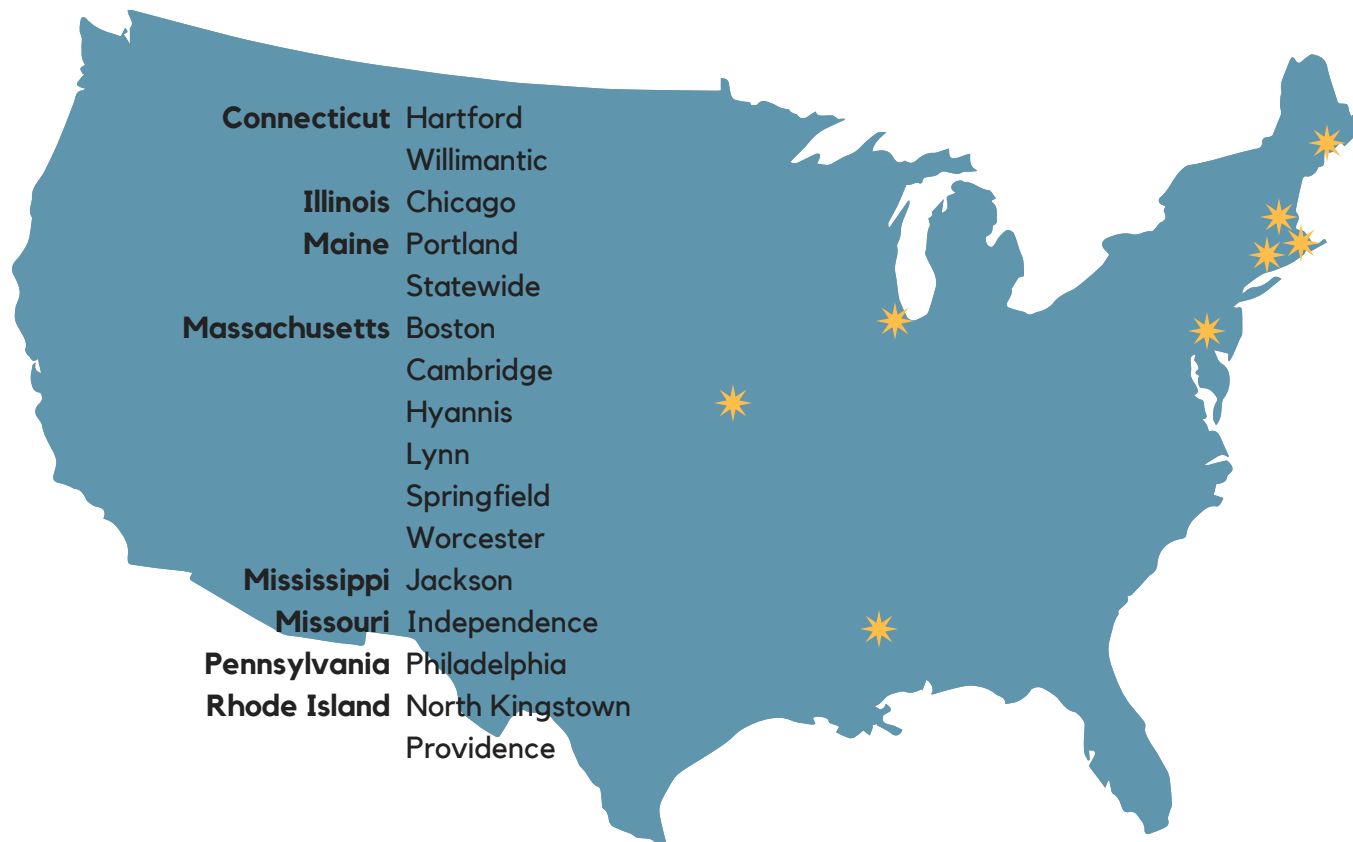 Connecticut Hartford
Willimantic
Illinois Chicago
Maine Portland
Statewide
Massachusetts Boston
Cambridge
Hyannis
Lynn
Springfield
Worcester
Mississippi Jackson
Missouri Independence
Pennsylvania Philadelphia
Rhode Island North Kingstown
Providence